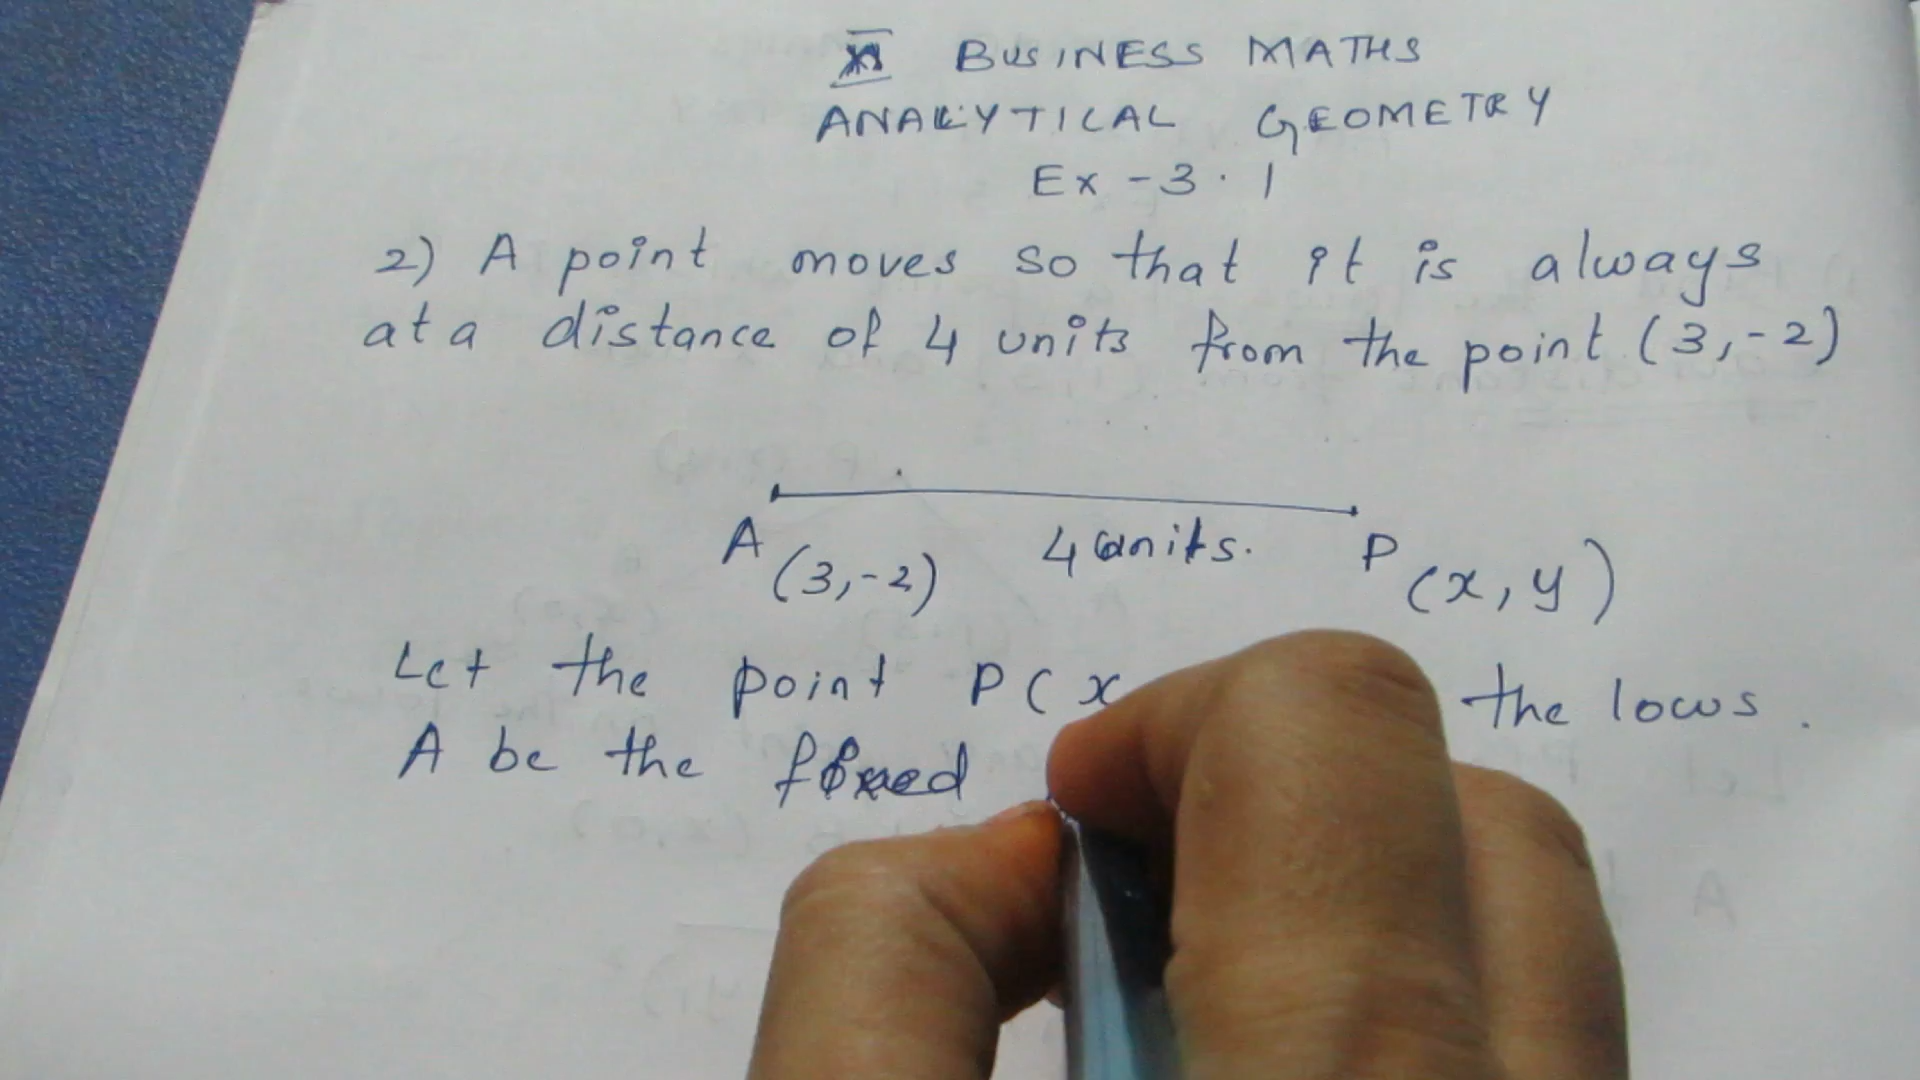 XI BUSINESS MATHS
ANALYTICAL GEOMETRY
Ex - 3.1
2) A point moves so that it is always
at a distance of 4 units from the point (3,-2)
A (3,-2) 4 units. P (x, y)
Let the point P(x the locus.
A be the fixed